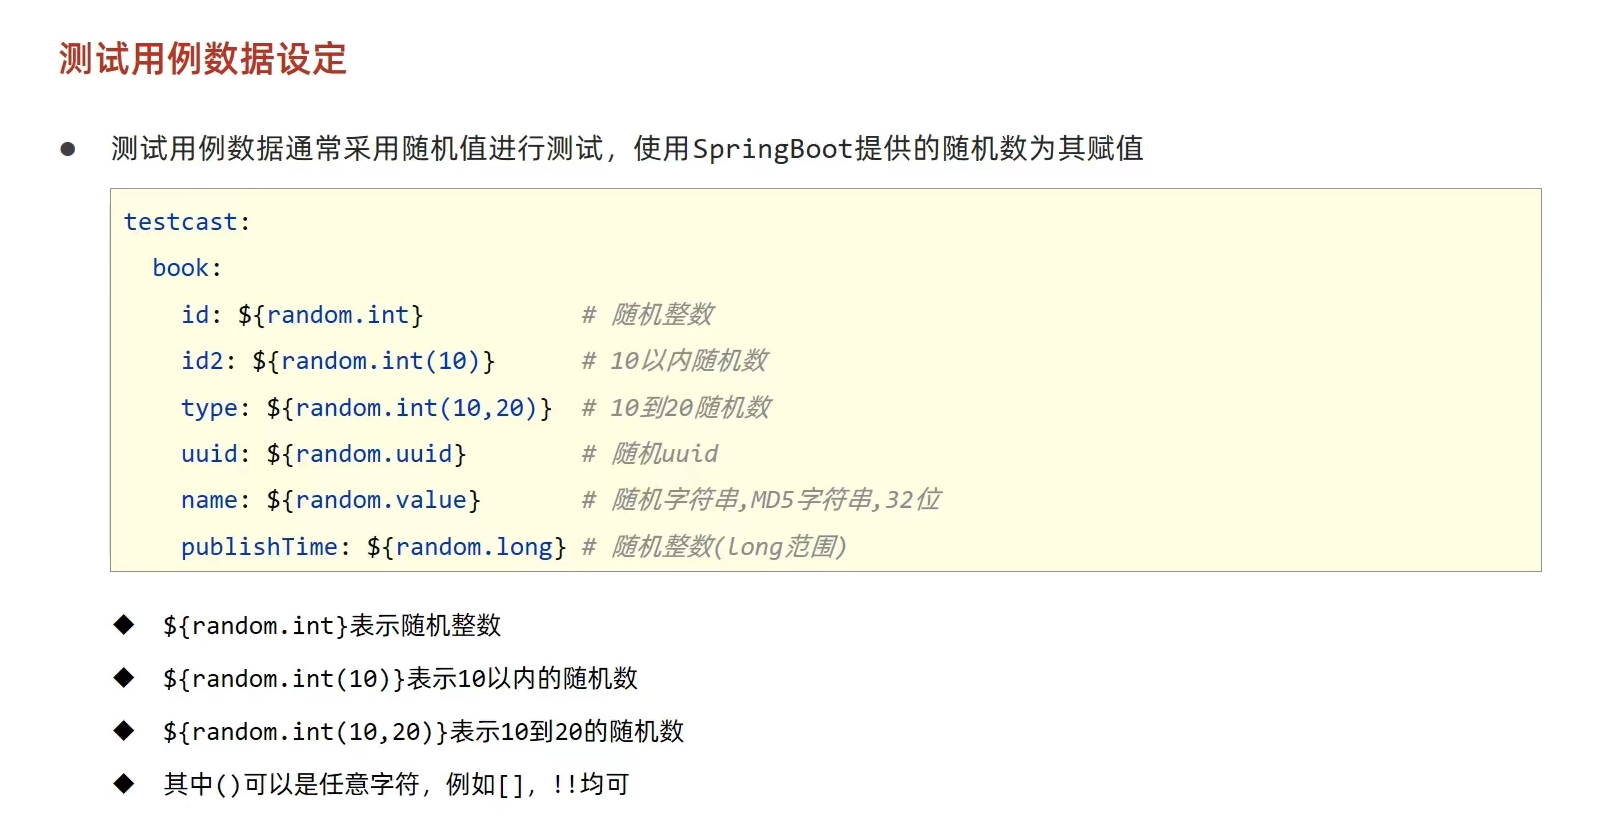 测试用例数据设定
● 测试用例数据通常采用随机值进行测试，使用SpringBoot提供的随机数为其赋值
testcast:
  book:
    id: ${random.int}           # 随机整数
    id2: ${random.int(10)}      # 10以内随机数
    type: ${random.int(10,20)}  # 10到20随机数
    uuid: ${random.uuid}        # 随机uuid
    name: ${random.value}       # 随机字符串,MD5字符串,32位
    publishTime: ${random.long} # 随机整数(long范围)
◆ ${random.int}表示随机整数
◆ ${random.int(10)}表示10以内的随机数
◆ ${random.int(10,20)}表示10到20的随机数
◆ 其中()可以是任意字符，例如[]，!!均可